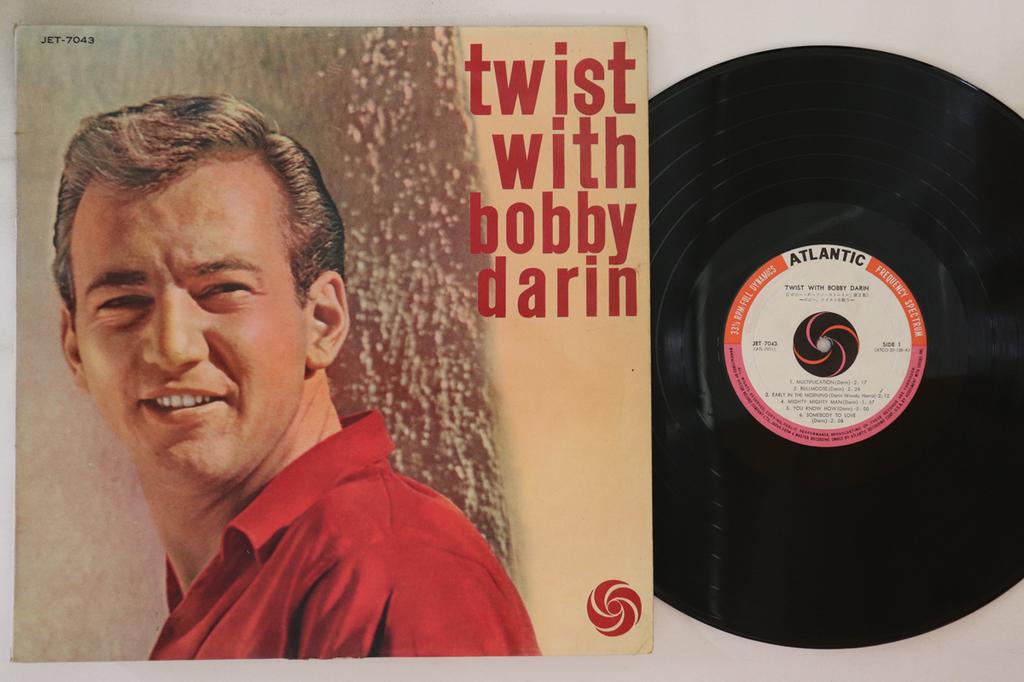 JET-7043
twist
with
bobby
darin
ATLANTIC
33⅓ RPM FULL DYNAMICS
FREQUENCY SPECTRUM
TWIST WITH BOBBY DARIN
JET-7043
SIDE 1
1. MULTIPLICATION (Darin)-2: 17
2. BULLMOOSE (Darin)-2: 24
3. EARLY IN THE MORNING (Darin-Woody Harris)-2: 12
4. MIGHTY MIGHTY MAN (Darin)-1: 57
5. YOU KNOW HOW (Darin)-2: 00
6. SOMEBODY TO LOVE
(Darin)-2: 08